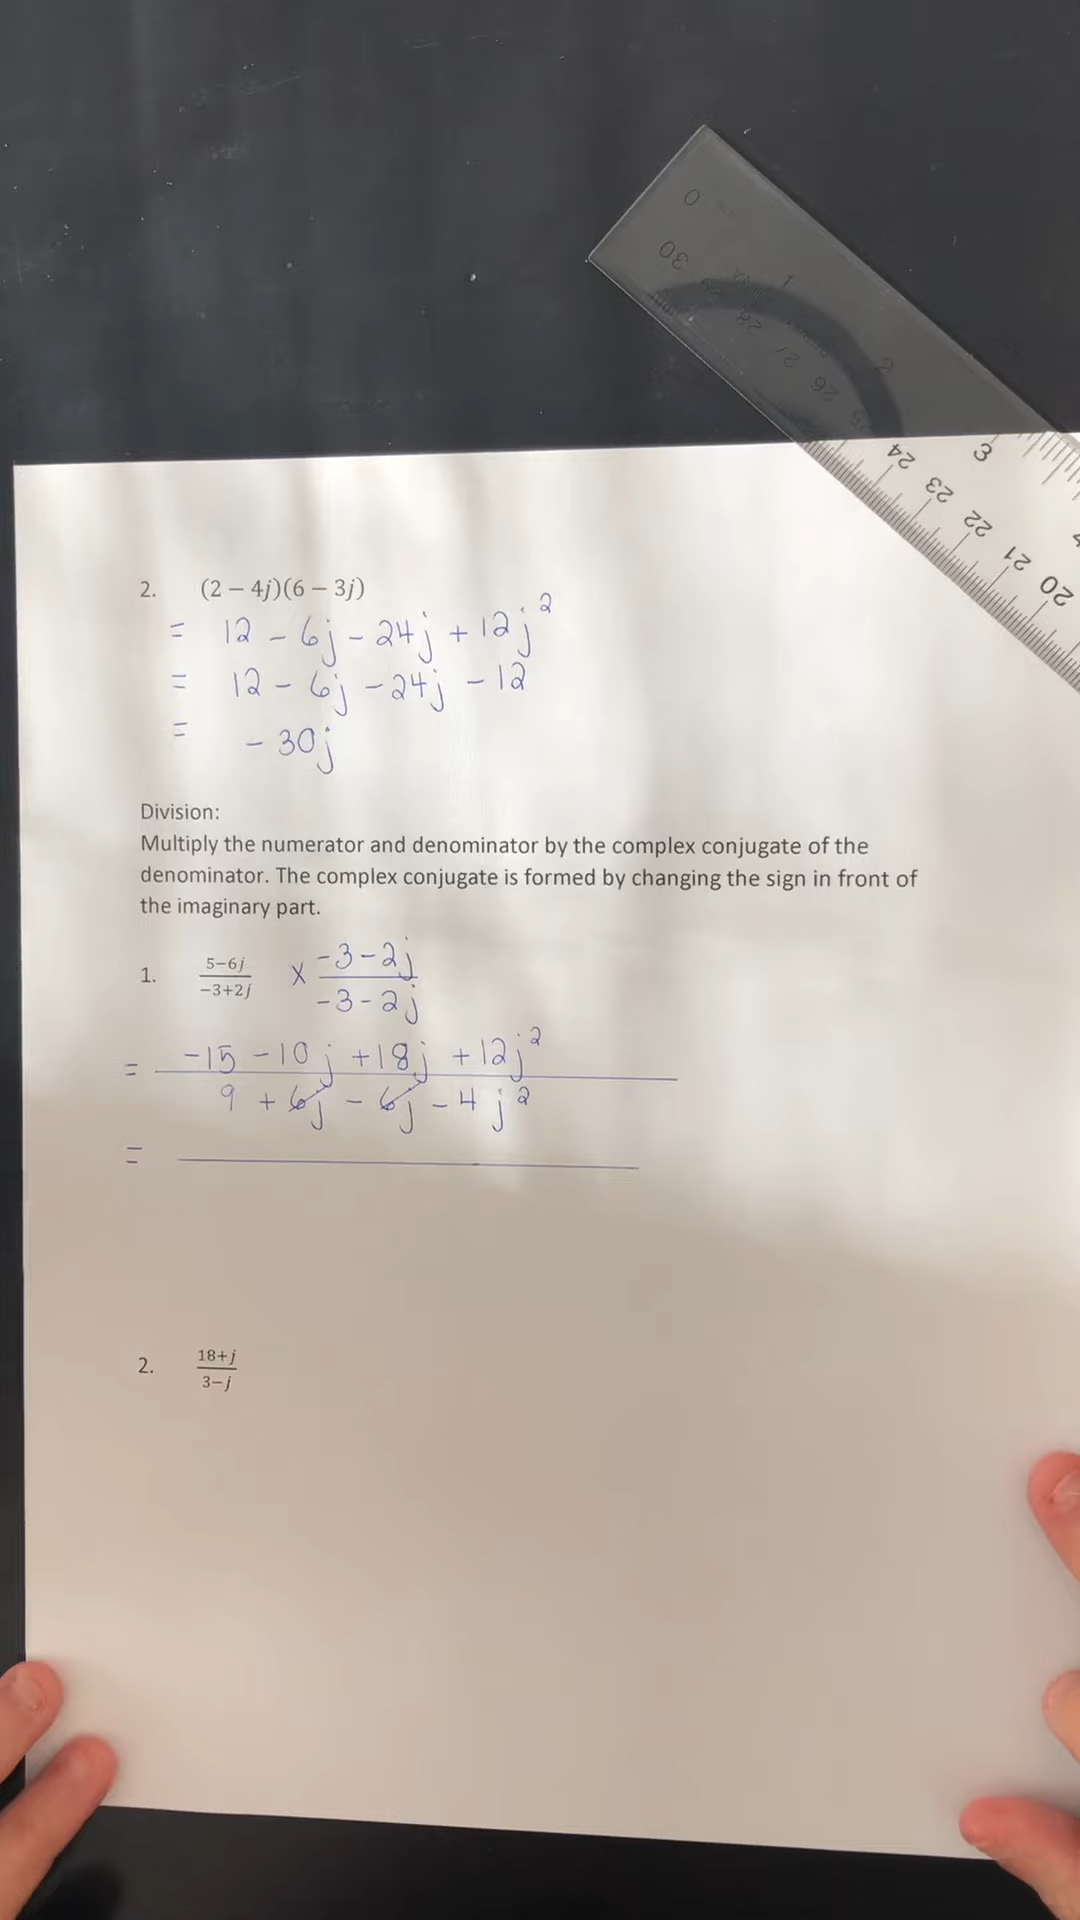 0 1 2 3
30 28 27 26 24 23 22 21 20
2. (2 – 4j)(6 – 3j)
= 12 - 6j - 24j + 12j²
= 12 - 6j - 24j - 12
= - 30j
Division:
Multiply the numerator and denominator by the complex conjugate of the
denominator. The complex conjugate is formed by changing the sign in front of
the imaginary part.
1. 5−6j / −3+2j × -3-2j / -3-2j
= -15 -10j +18j +12j²
9 + 6j - 6j - 4j²
=
2. 18+j
3−j